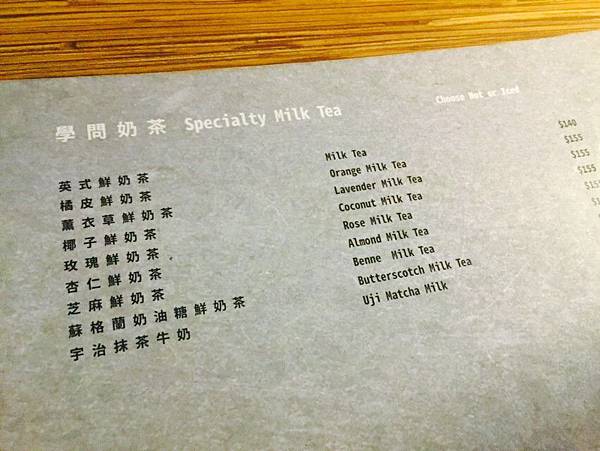 學問奶茶 Specialty Milk Tea
Choose Hot or Iced
英式鮮奶茶 Milk Tea $140
橘皮鮮奶茶 Orange Milk Tea $155
薰衣草鮮奶茶 Lavender Milk Tea $155
椰子鮮奶茶 Coconut Milk Tea $155
玫瑰鮮奶茶 Rose Milk Tea
杏仁鮮奶茶 Almond Milk Tea
芝麻鮮奶茶 Benne Milk Tea
蘇格蘭奶油糖鮮奶茶 Butterscotch Milk Tea
宇治抹茶牛奶 Uji Matcha Milk